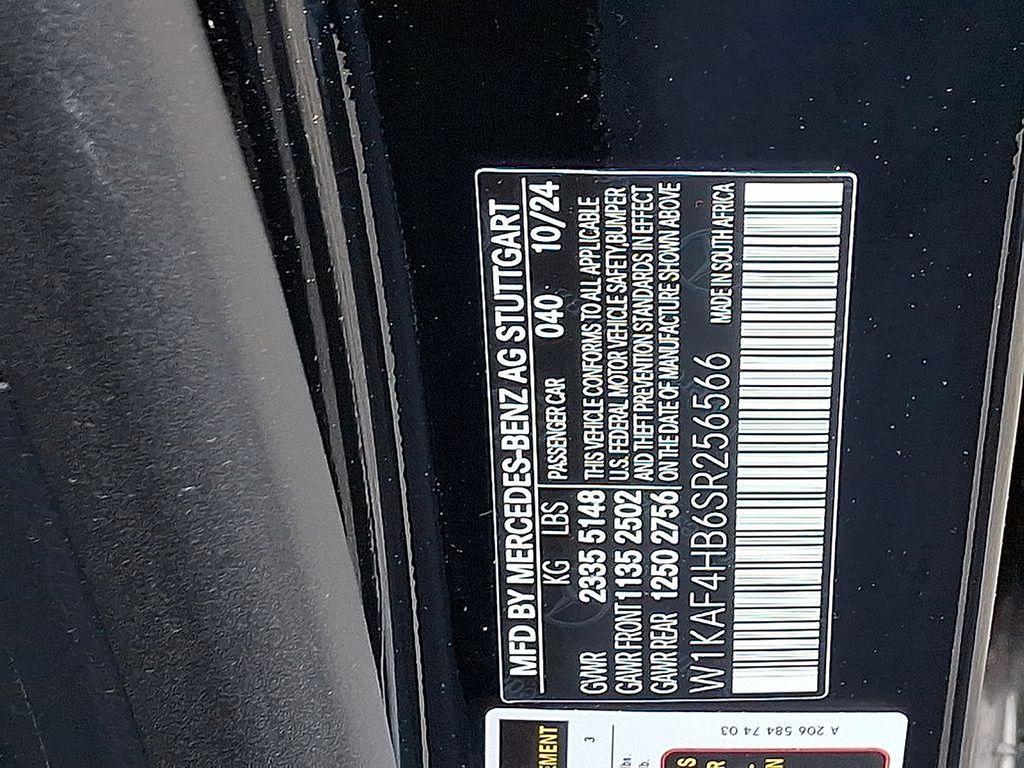 MFD BY MERCEDES-BENZ AG STUTTGART
KG LBS PASSENGER CAR 040 10/24
GVWR 2335 5148 THIS VEHICLE CONFORMS TO ALL APPLICABLE
GAWR FRONT 1135 2502 U.S. FEDERAL MOTOR VEHICLE SAFETY/BUMPER
AND THEFT PREVENTION STANDARDS IN EFFECT
GAWR REAR 1250 2756 ON THE DATE OF MANUFACTURE SHOWN ABOVE
W1KAF4HB6SR256566 MADE IN SOUTH AFRICA
EMENT
3
A 206 584 74 03